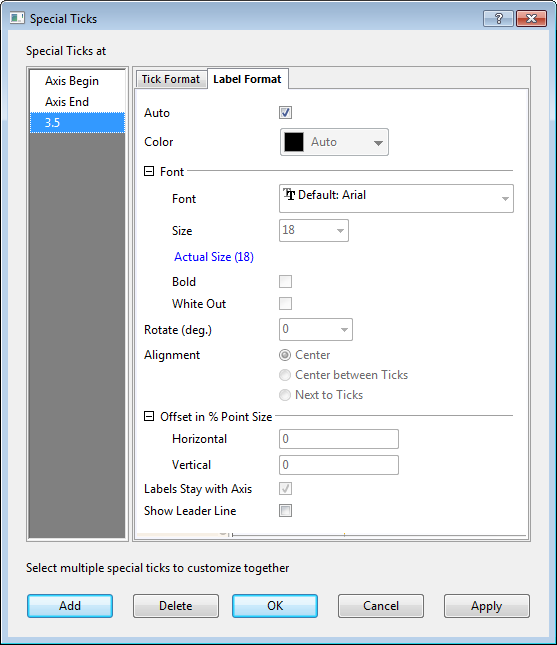 Special Ticks
?
Special Ticks at
Axis Begin
Axis End
3.5
Tick Format
Label Format
Auto
Color
Auto
Font
Font
Default: Arial
Size
18
Actual Size (18)
Bold
White Out
Rotate (deg.)
0
Alignment
Center
Center between Ticks
Next to Ticks
Offset in % Point Size
Horizontal
0
Vertical
0
Labels Stay with Axis
Show Leader Line
Select multiple special ticks to customize together
Add
Delete
OK
Cancel
Apply